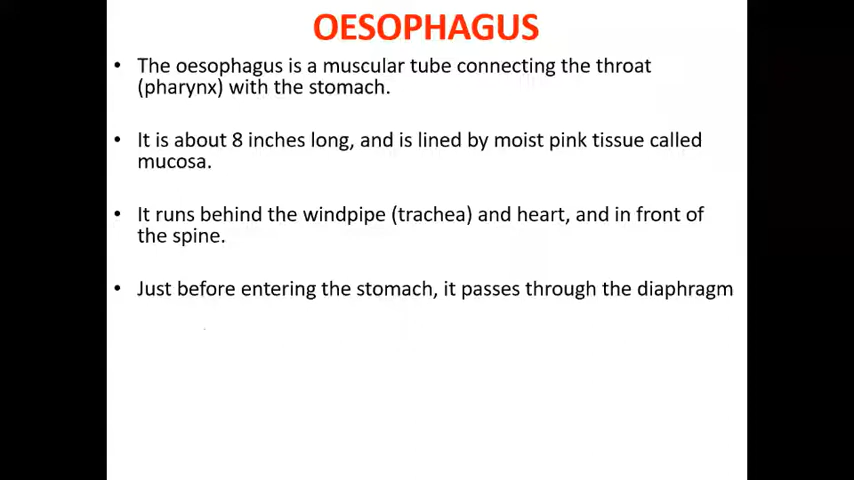 OESOPHAGUS
• The oesophagus is a muscular tube connecting the throat
(pharynx) with the stomach.
• It is about 8 inches long, and is lined by moist pink tissue called
mucosa.
• It runs behind the windpipe (trachea) and heart, and in front of
the spine.
• Just before entering the stomach, it passes through the diaphragm